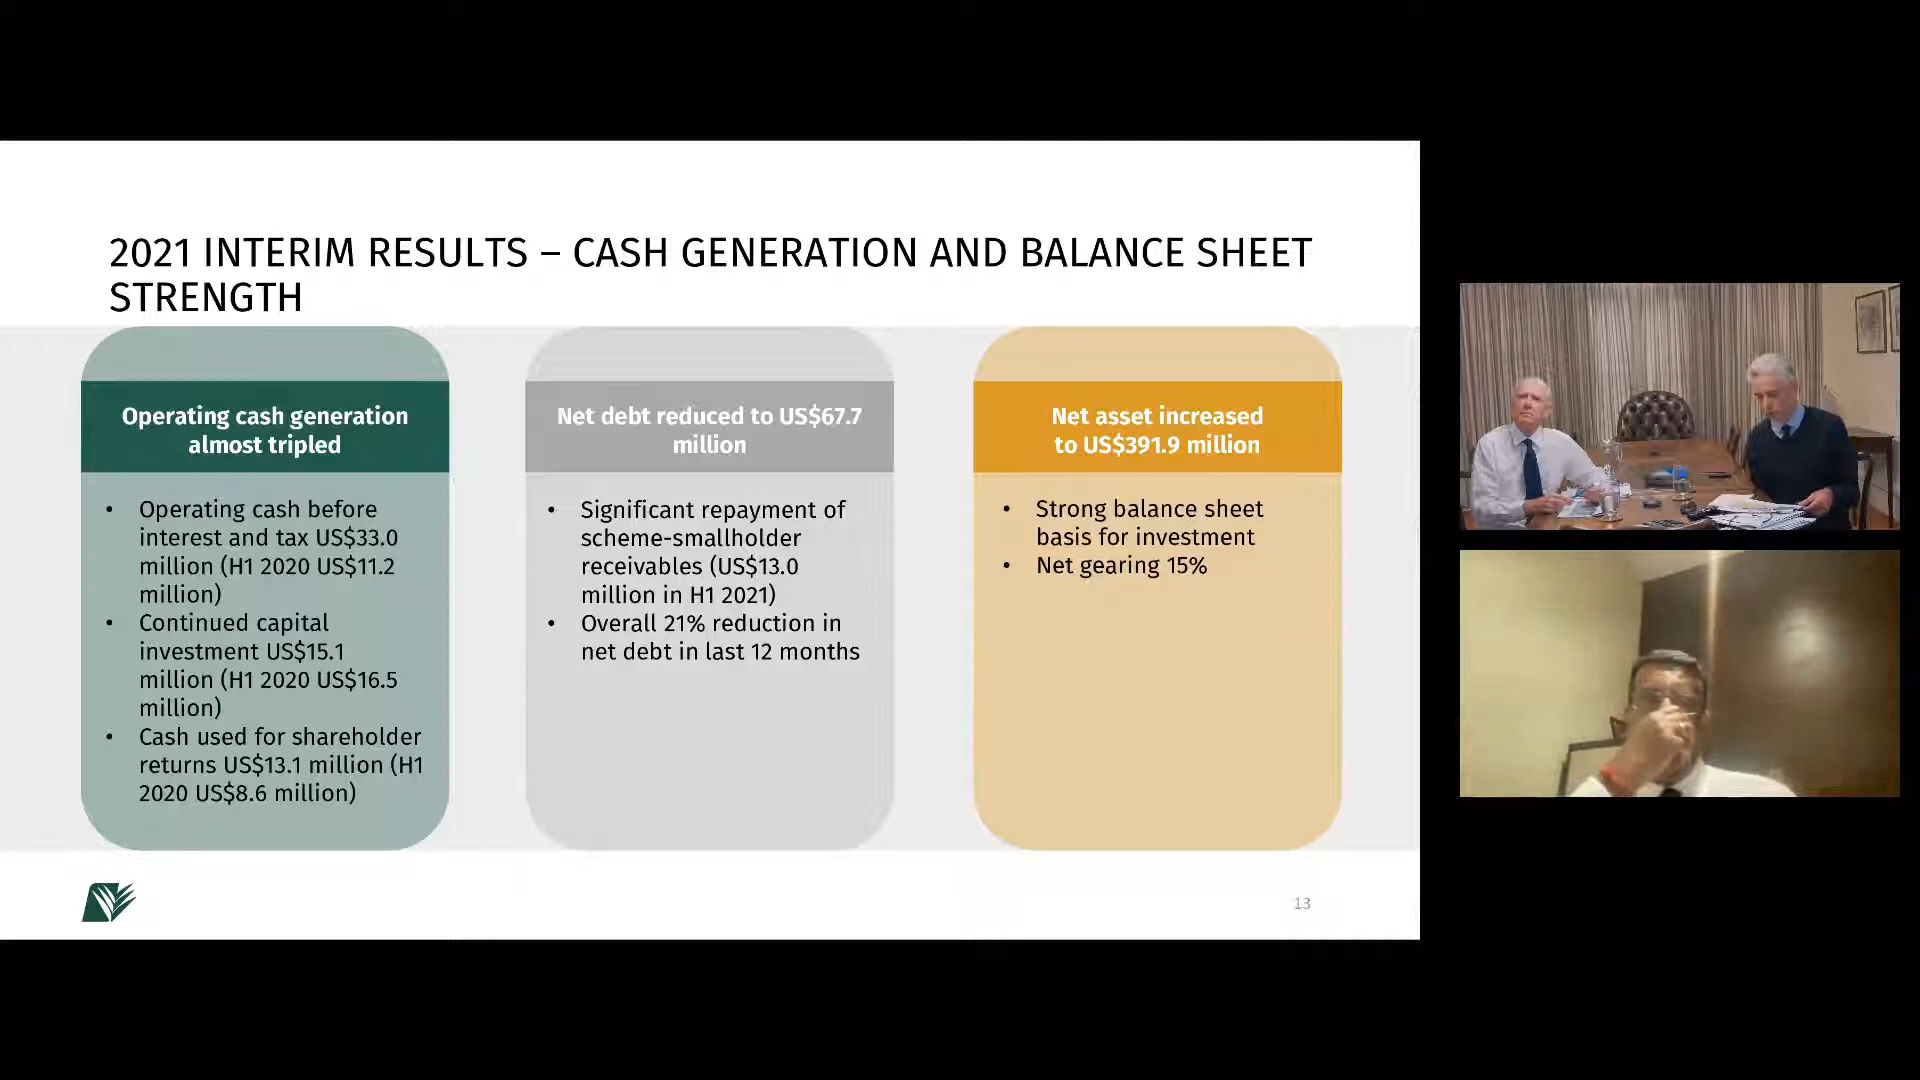 2021 INTERIM RESULTS – CASH GENERATION AND BALANCE SHEET
STRENGTH
Operating cash generation
almost tripled
• Operating cash before
interest and tax US$33.0
million (H1 2020 US$11.2
million)
• Continued capital
investment US$15.1
million (H1 2020 US$16.5
million)
• Cash used for shareholder
returns US$13.1 million (H1
2020 US$8.6 million)
Net debt reduced to US$67.7
million
• Significant repayment of
scheme-smallholder
receivables (US$13.0
million in H1 2021)
• Overall 21% reduction in
net debt in last 12 months
Net asset increased
to US$391.9 million
• Strong balance sheet
basis for investment
• Net gearing 15%
13